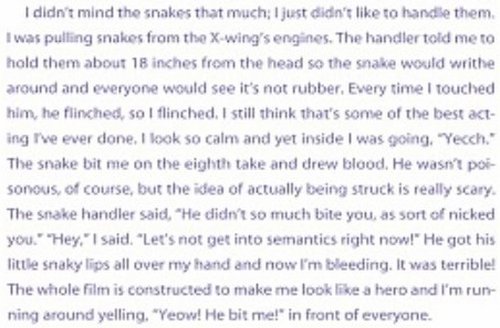 I didn't mind the snakes that much; I just didn't like to handle them.
I was pulling snakes from the X-wing's engines. The handler told me to
hold them about 18 inches from the head so the snake would writhe
around and everyone would see it's not rubber. Every time I touched
him, he flinched, so I flinched. I still think that's some of the best act-
ing I've ever done. I look so calm and yet inside I was going, "Yecch."
The snake bit me on the eighth take and drew blood. He wasn't poi-
sonous, of course, but the idea of actually being struck is really scary.
The snake handler said, "He didn't so much bite you, as sort of nicked
you." "Hey," I said. "Let's not get into semantics right now!" He got his
little snaky lips all over my hand and now I'm bleeding. It was terrible!
The whole film is constructed to make me look like a hero and I'm run-
ning around yelling, "Yeow! He bit me!" in front of everyone.